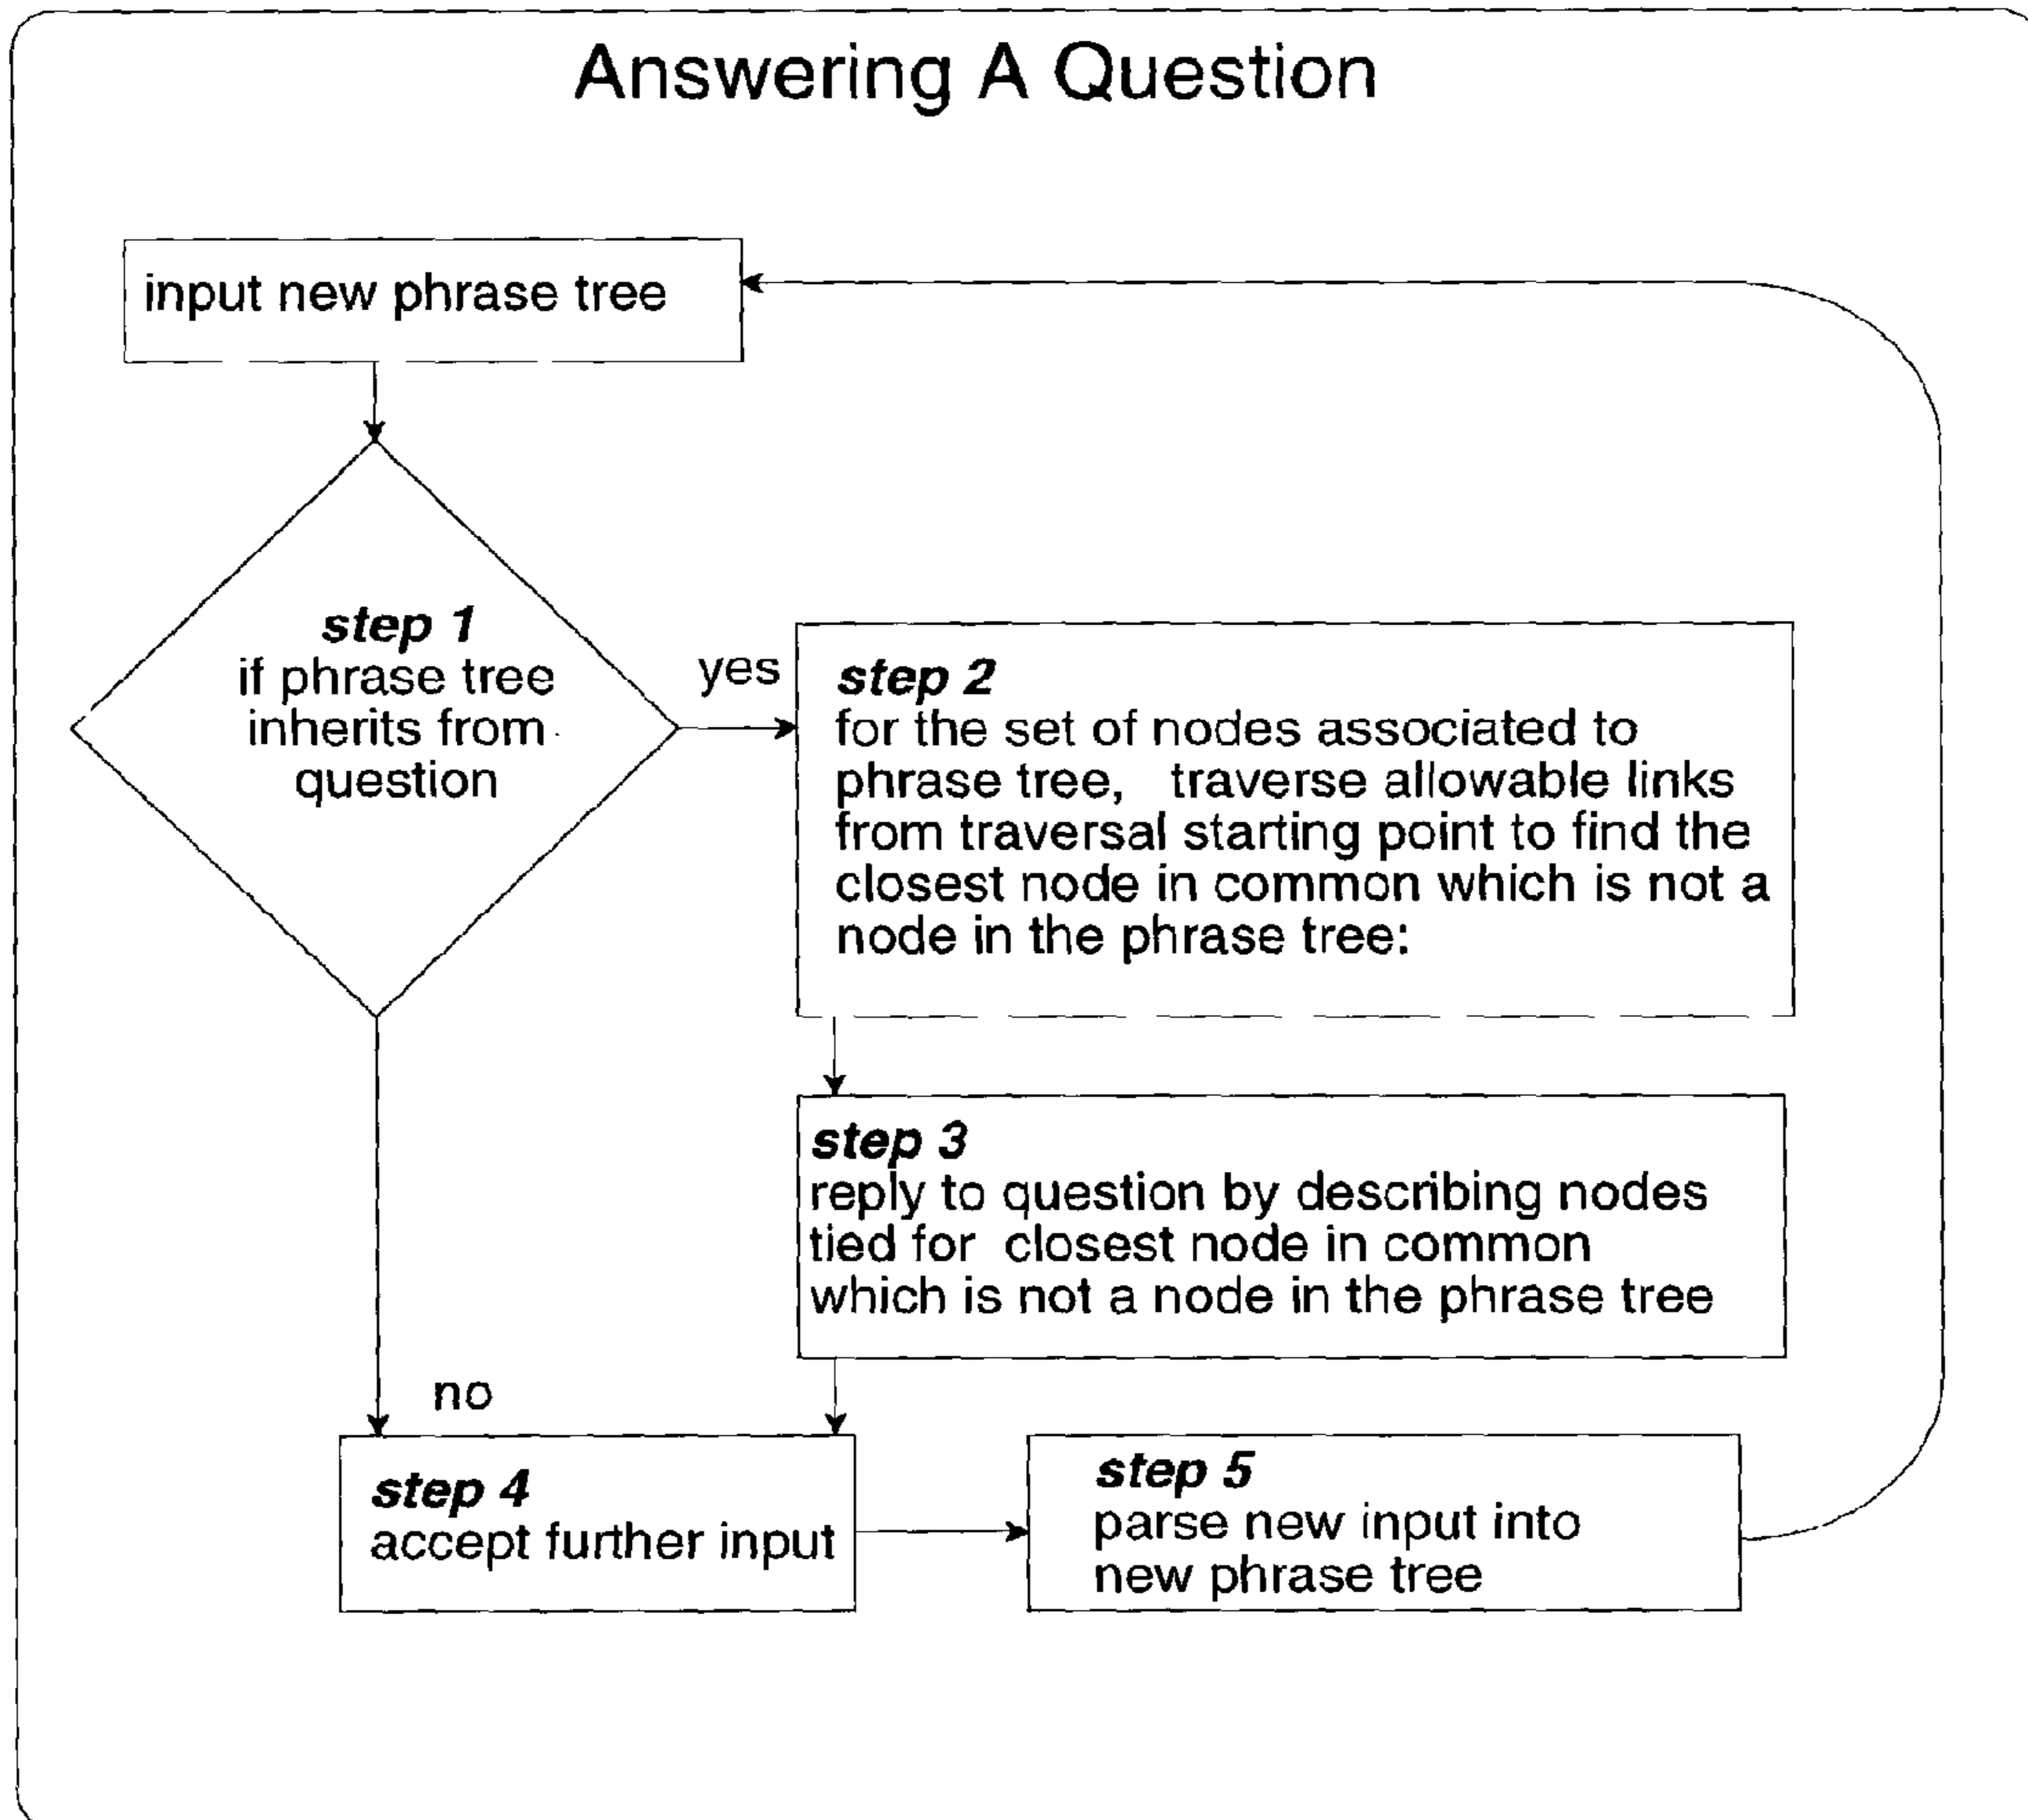 Answering A Question
input new phrase tree
step 1
if phrase tree
inherits from
question
yes
step 2
for the set of nodes associated to
phrase tree, traverse allowable links
from traversal starting point to find the
closest node in common which is not a
node in the phrase tree:
step 3
reply to question by describing nodes
tied for closest node in common
which is not a node in the phrase tree
no
step 4
accept further input
step 5
parse new input into
new phrase tree